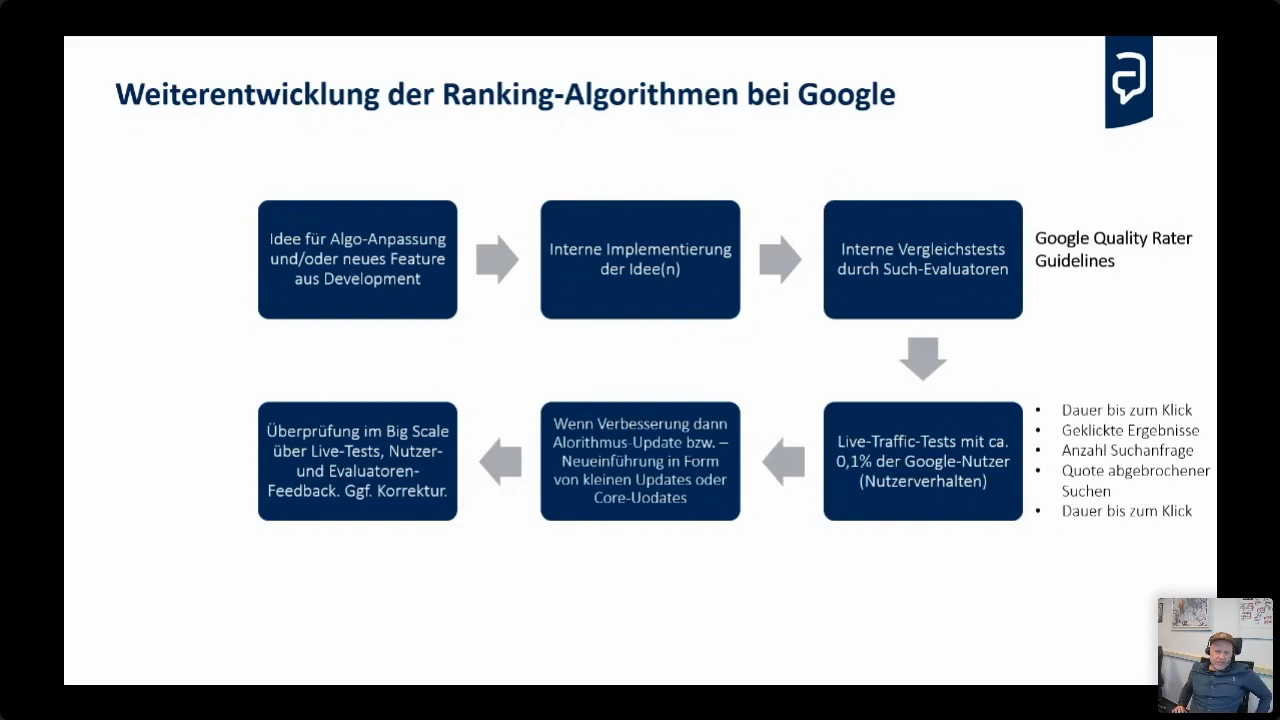 Weiterentwicklung der Ranking-Algorithmen bei Google
Idee für Algo-Anpassung
und/oder neues Feature
aus Development
Interne Implementierung
der Idee(n)
Interne Vergleichstests
durch Such-Evaluatoren
Google Quality Rater
Guidelines
Überprüfung im Big Scale
über Live-Tests, Nutzer-
und Evaluatoren-
Feedback. Ggf. Korrektur.
Wenn Verbesserung dann
Alorithmus-Update bzw. –
Neueinführung in Form
von kleinen Updates oder
Core-Uodates
Live-Traffic-Tests mit ca.
0,1% der Google-Nutzer
(Nutzerverhalten)
• Dauer bis zum Klick
• Geklickte Ergebnisse
• Anzahl Suchanfrage
• Quote abgebrochener
Suchen
• Dauer bis zum Klick